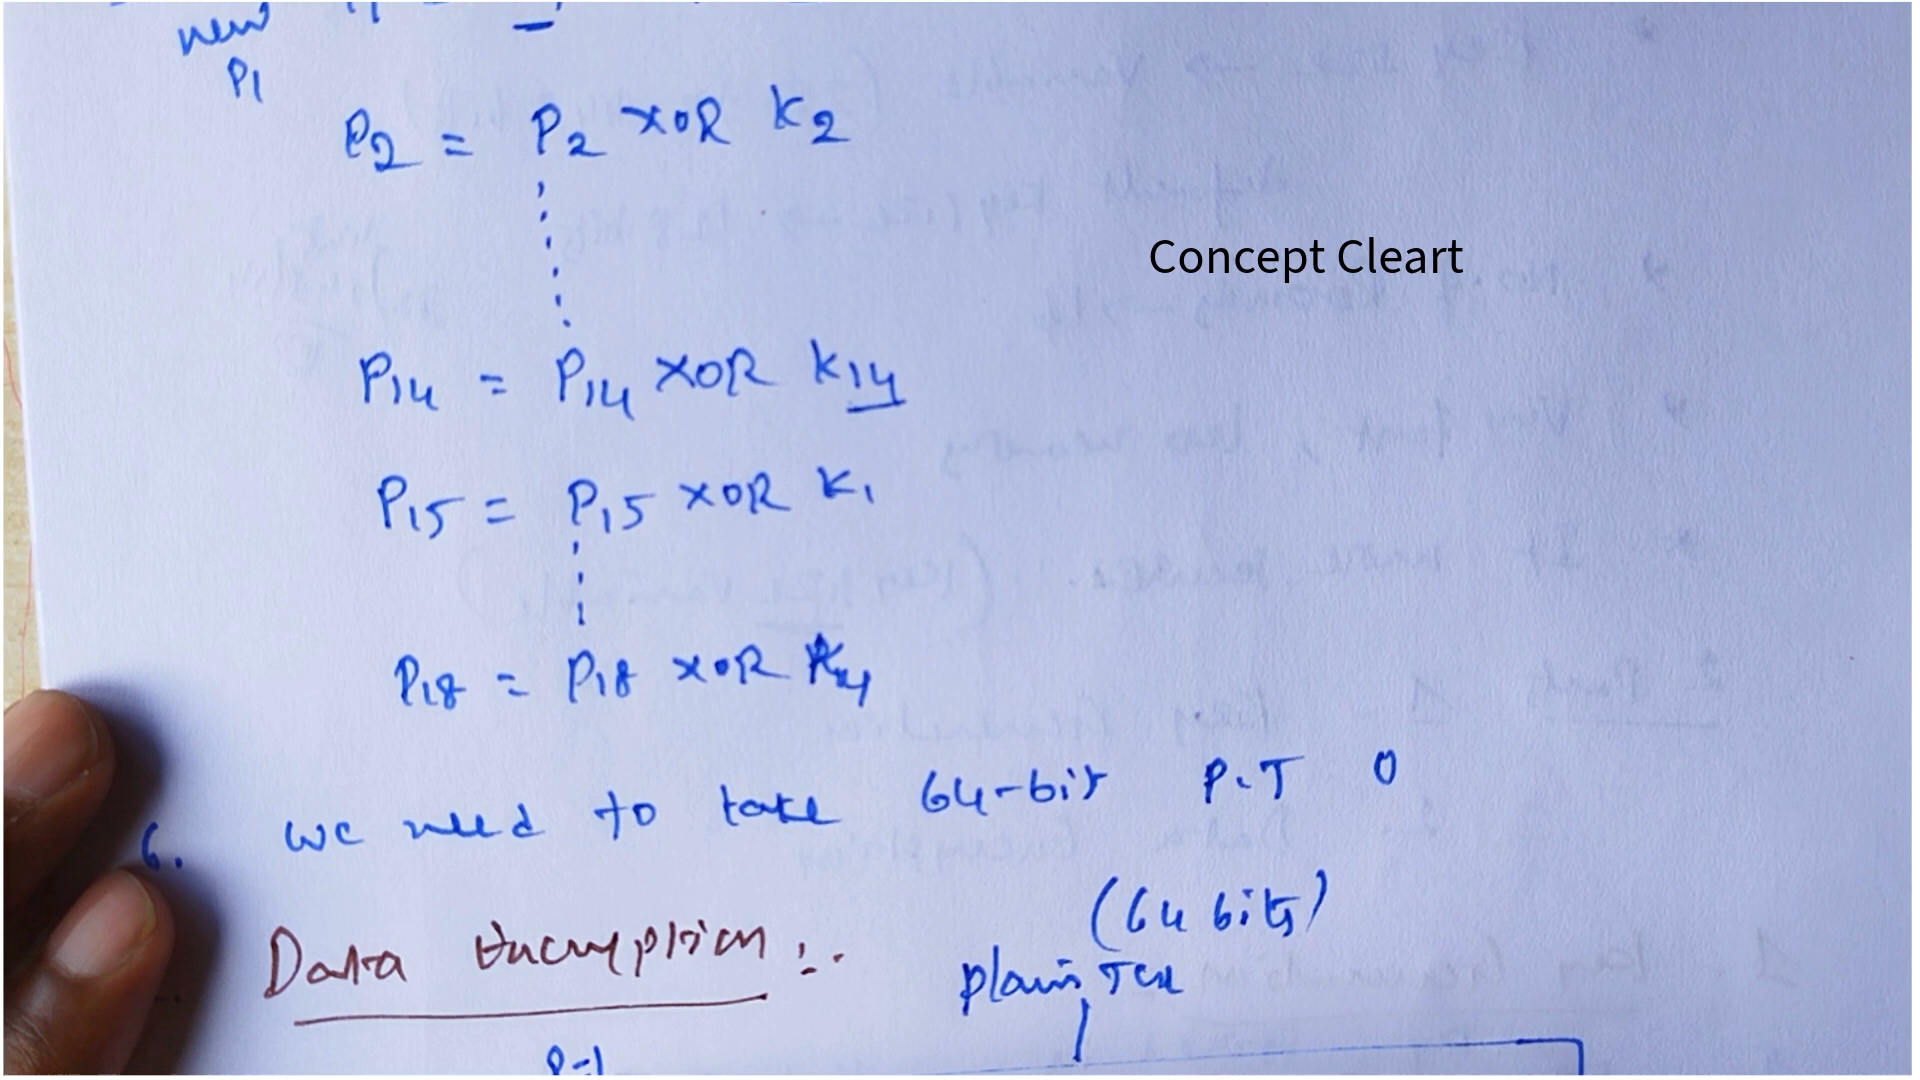 new
P1
P2 = P2 XOR K2
Concept Cleart
P14 = P14 XOR K14
P15 = P15 XOR K1
P18 = P18 XOR K4
6. we need to take 64-bit P.T 0
(64 bits)
Data Encryption :-
plain Tex